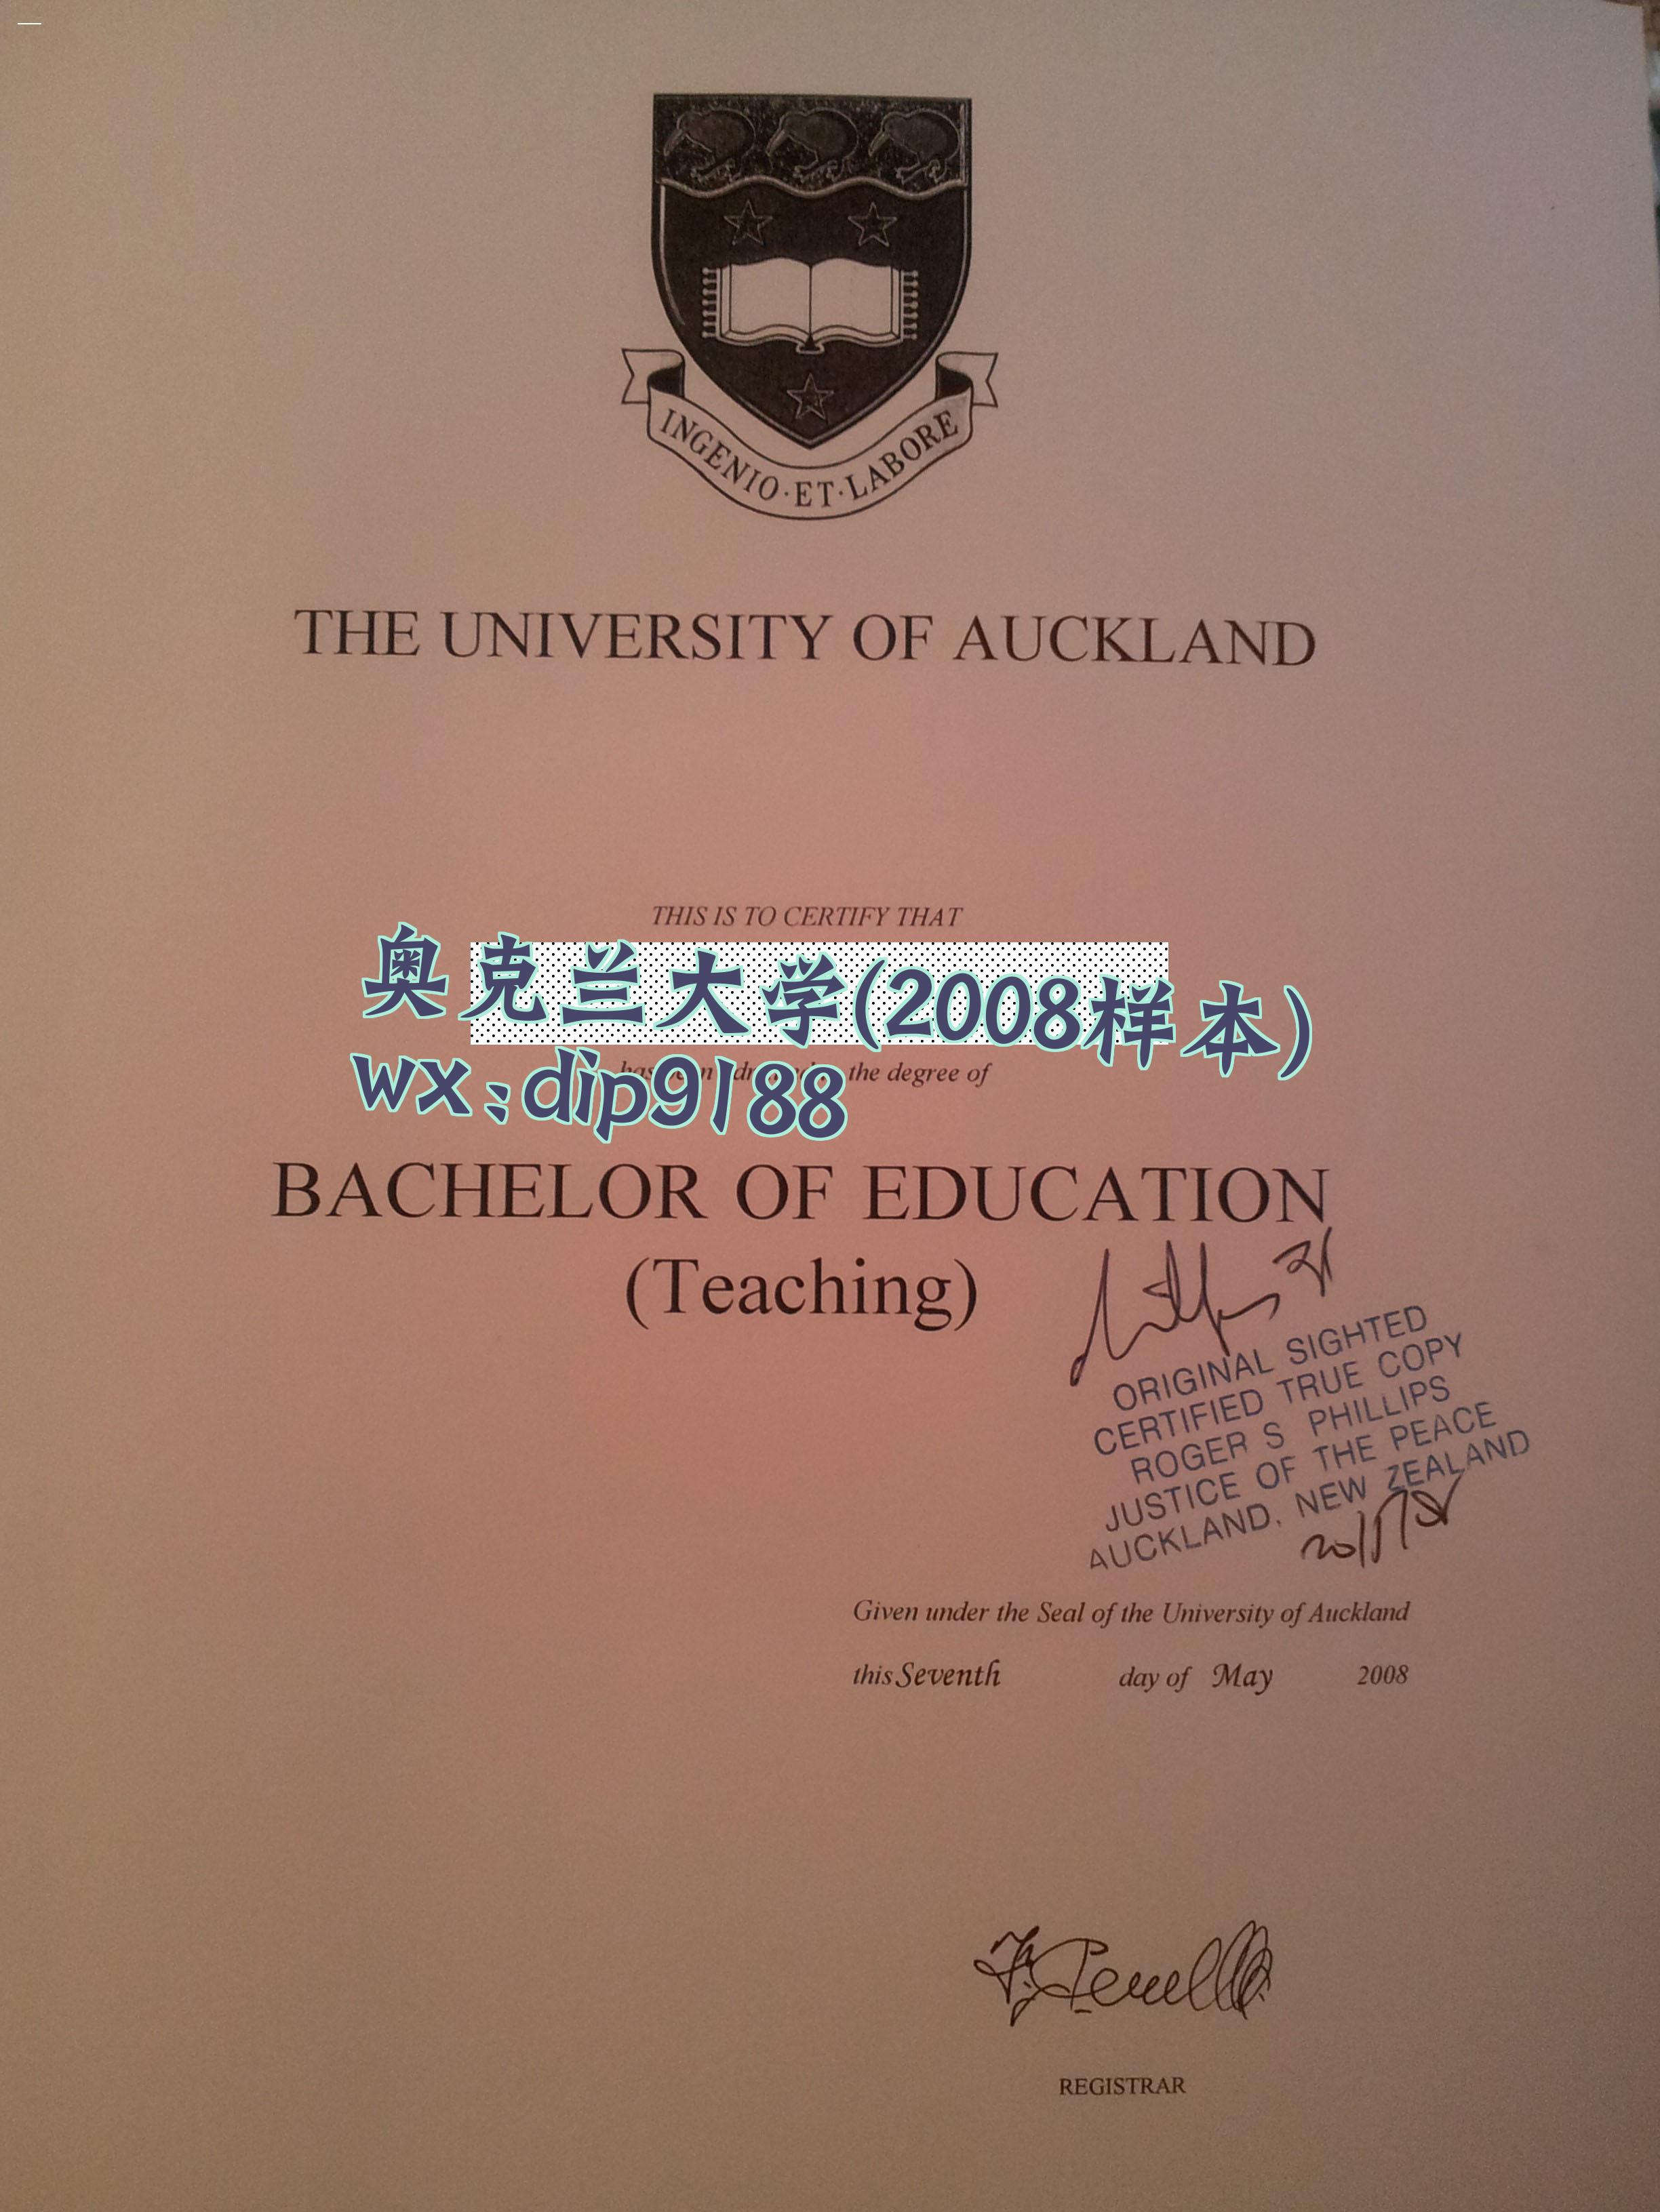 INGENIO·ET·LABORE
THE UNIVERSITY OF AUCKLAND
THIS IS TO CERTIFY THAT
奥克兰大学(2008样本)
wx:dip9188
has been the degree of
BACHELOR OF EDUCATION
(Teaching)
ORIGINAL SIGHTED
CERTIFIED TRUE COPY
ROGER S PHILLIPS
JUSTICE OF THE PEACE
AUCKLAND, NEW ZEALAND
Given under the Seal of the University of Auckland
this Seventh day of May 2008
REGISTRAR